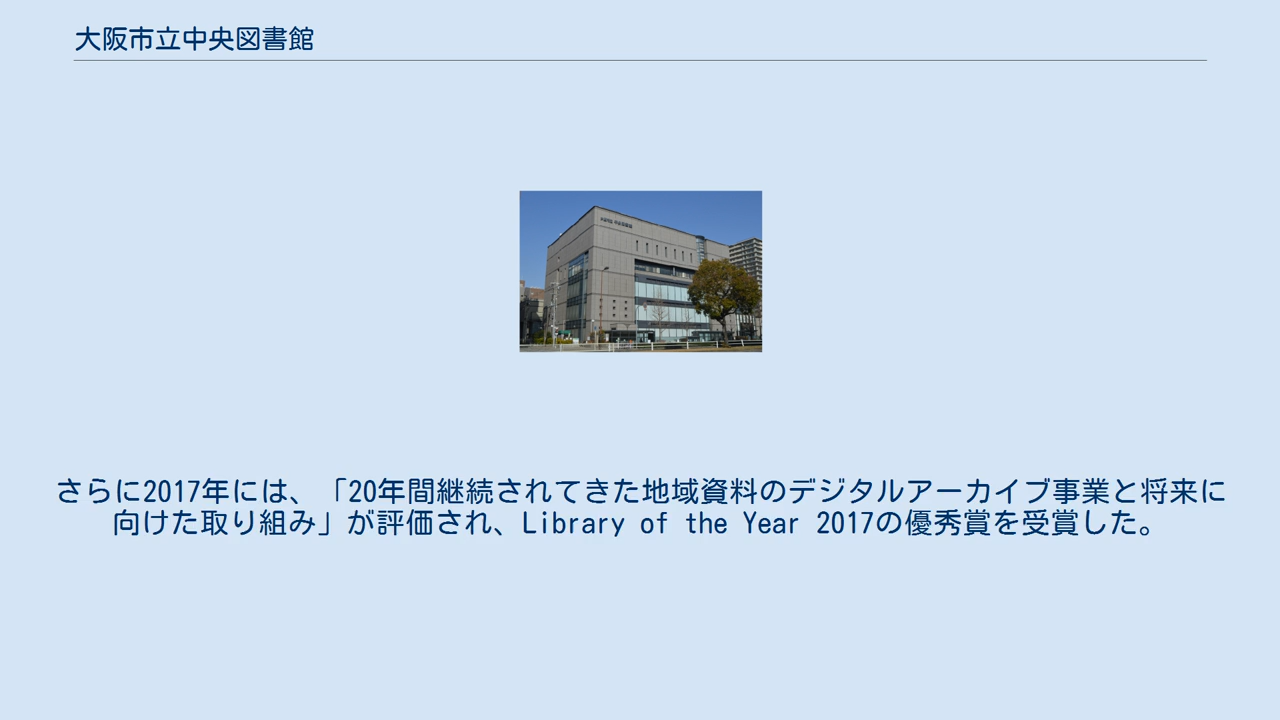 大阪市立中央図書館
さらに2017年には、「20年間継続されてきた地域資料のデジタルアーカイブ事業と将来に
向けた取り組み」が評価され、Library of the Year 2017の優秀賞を受賞した。